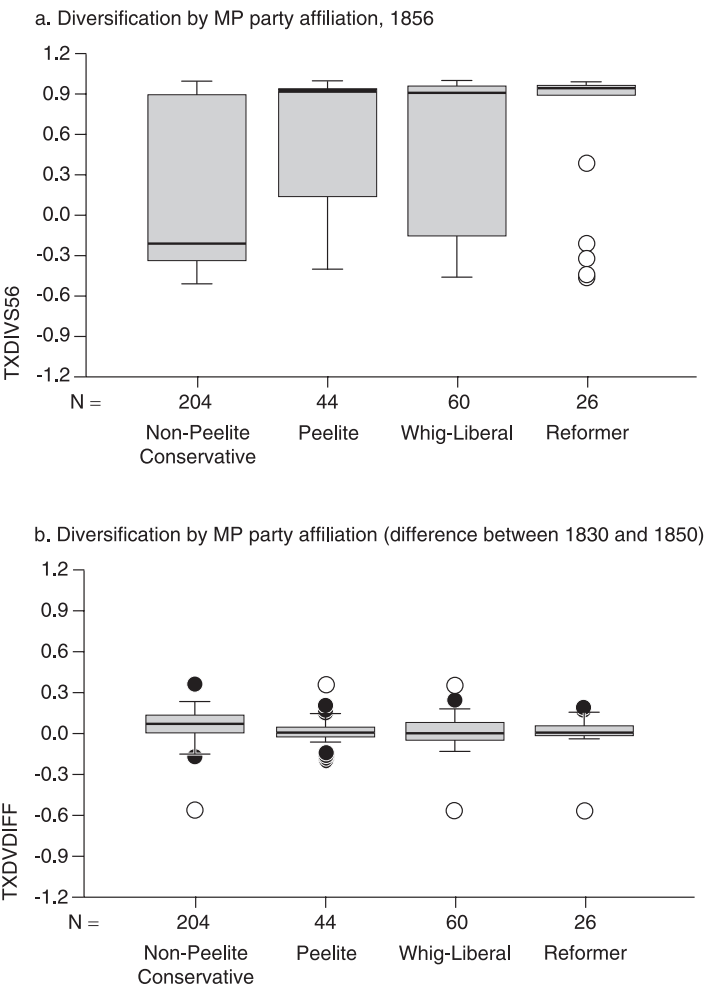 a. Diversification by MP party affiliation, 1856
1.2
0.9
0.6
0.3
0.0
-0.3
-0.6
-0.9
-1.2
TXDIVS56
N = 204 44 60 26
Non-Peelite Peelite Whig-Liberal Reformer
Conservative
b. Diversification by MP party affiliation (difference between 1830 and 1850)
1.2
0.9
0.6
0.3
0.0
-0.3
-0.6
-0.9
-1.2
TXDVDIFF
N = 204 44 60 26
Non-Peelite Peelite Whig-Liberal Reformer
Conservative